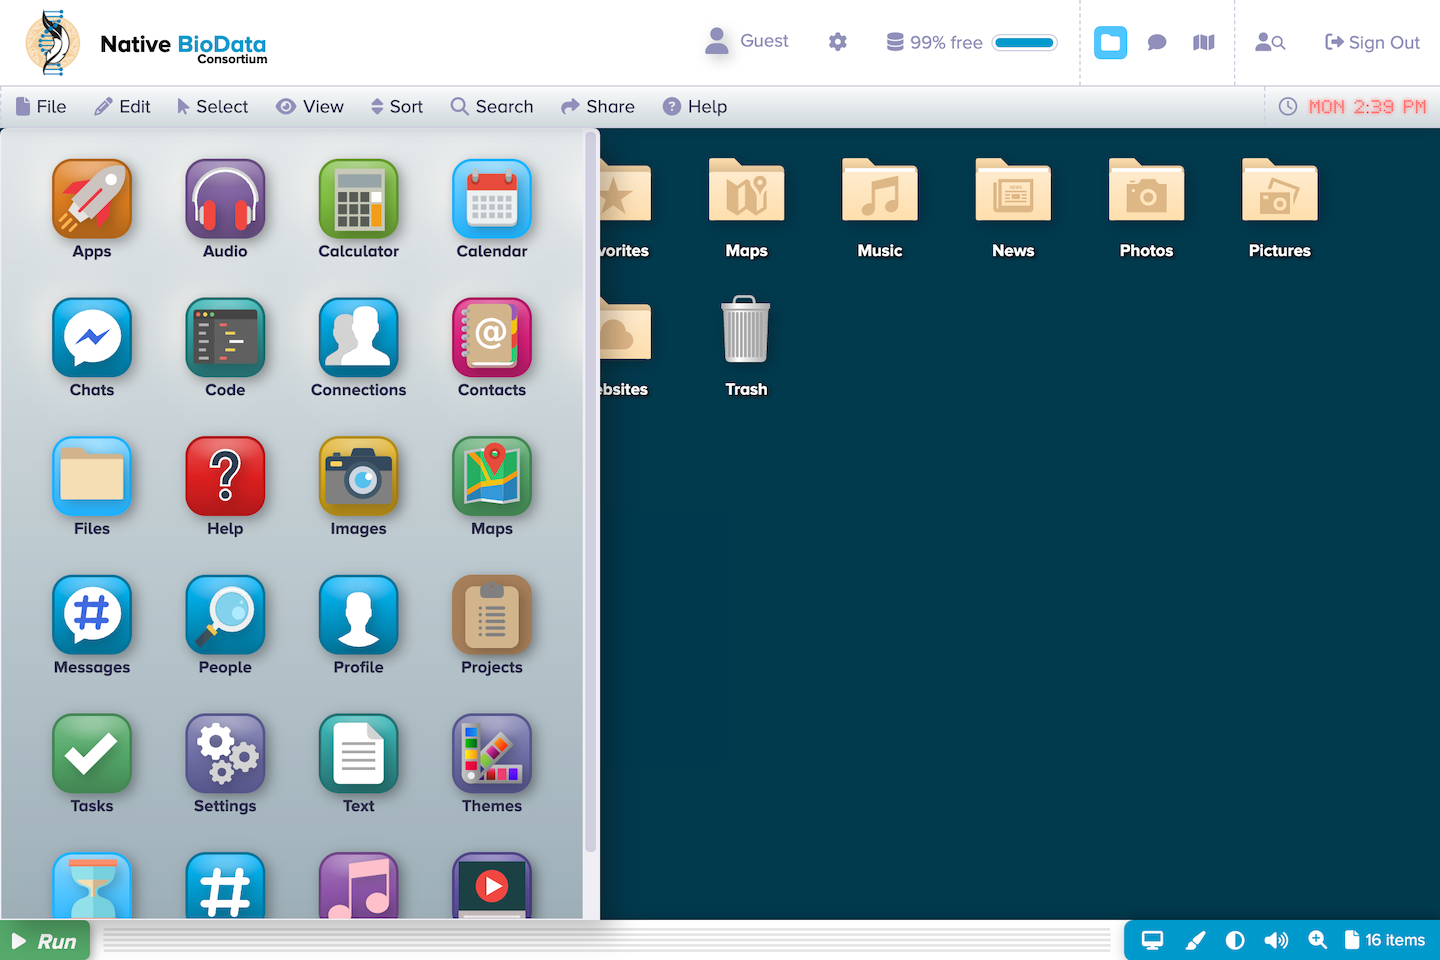 Native BioData
Consortium
Guest
99% free
Sign Out
File
Edit
Select
View
Sort
Search
Share
Help
MON 2:39 PM
Apps
Audio
Calculator
Calendar
vorites
Maps
Music
News
Photos
Pictures
Chats
Code
Connections
Contacts
ebsites
Trash
Files
Help
Images
Maps
Messages
People
Profile
Projects
Tasks
Settings
Text
Themes
Run
16 items